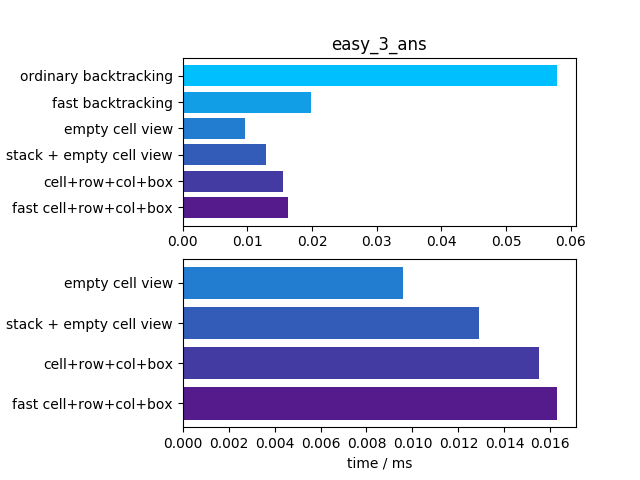 easy_3_ans
ordinary backtracking
fast backtracking
empty cell view
stack + empty cell view
cell+row+col+box
fast cell+row+col+box
0.00 0.01 0.02 0.03 0.04 0.05 0.06
empty cell view
stack + empty cell view
cell+row+col+box
fast cell+row+col+box
0.000 0.002 0.004 0.006 0.008 0.010 0.012 0.014 0.016
time / ms